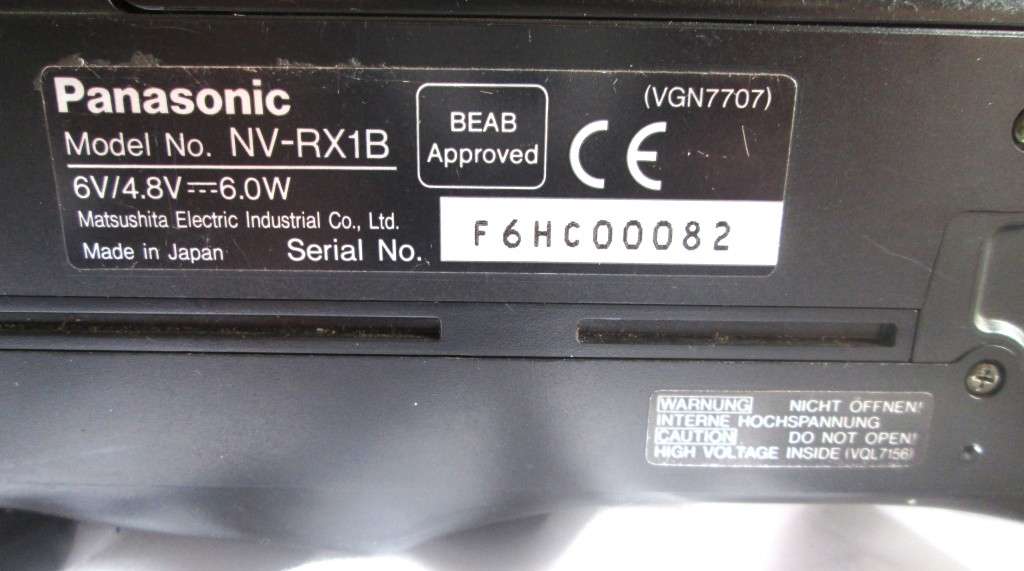 Panasonic
Model No. NV-RX1B
6V/4.8V⎓6.0W
Matsushita Electric Industrial Co., Ltd.
Made in Japan
Serial No.
BEAB
Approved
CE
(VGN7707)
F6HC00082
WARNUNG NICHT ÖFFNEN!
INTERNE HOCHSPANNUNG
CAUTION DO NOT OPEN!
HIGH VOLTAGE INSIDE (VQL7156)